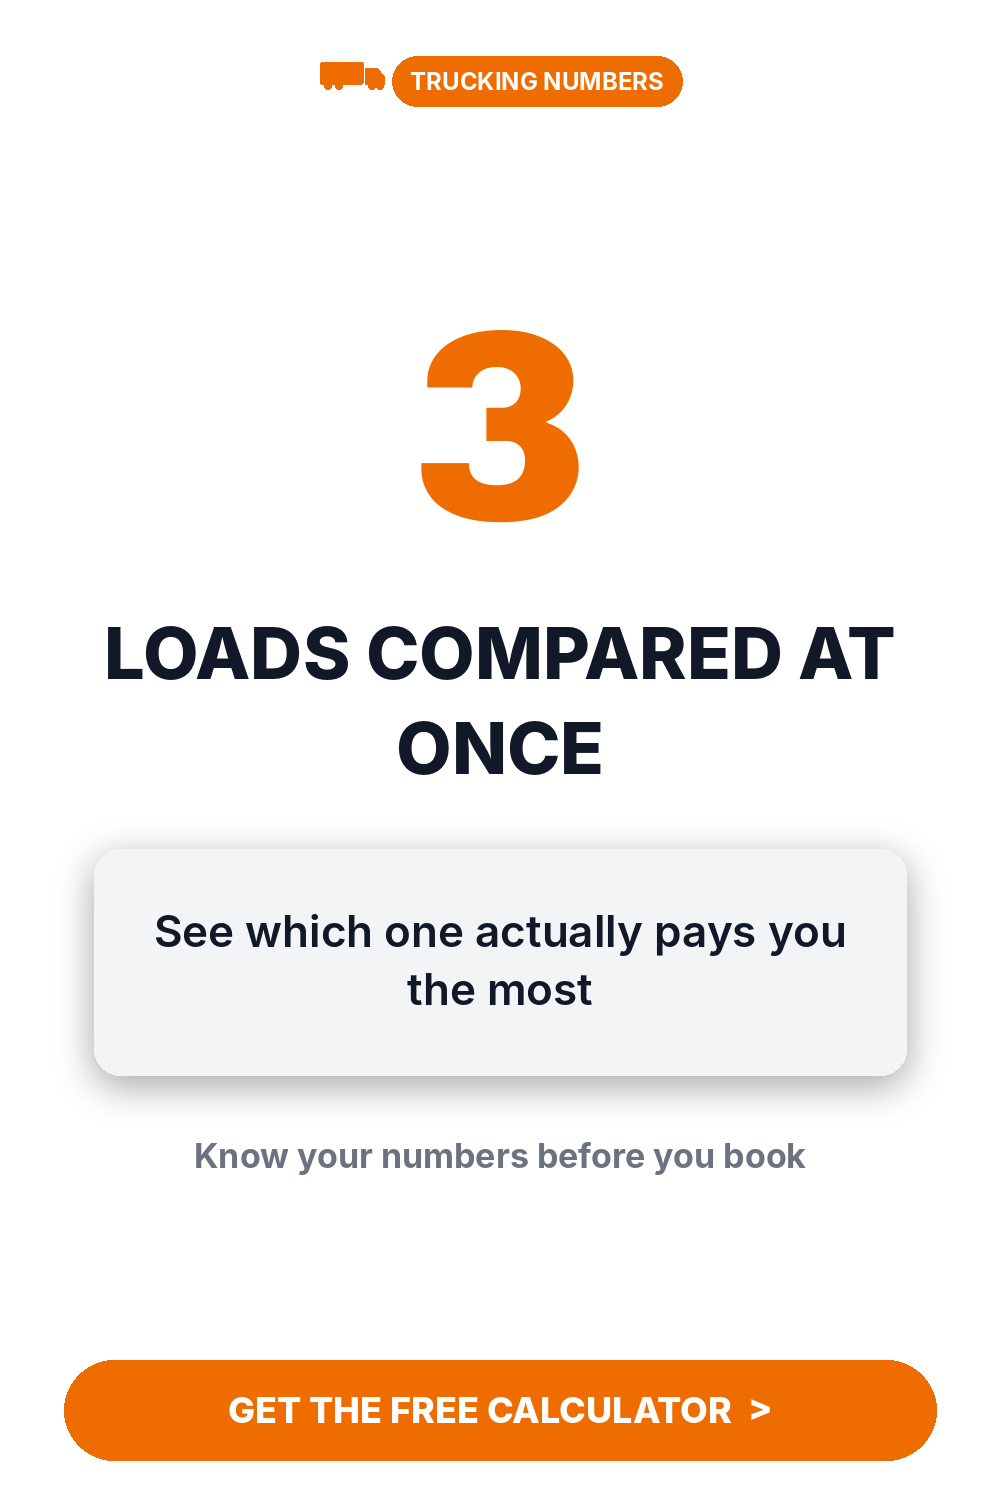 TRUCKING NUMBERS
3
LOADS COMPARED AT
ONCE
See which one actually pays you
the most
Know your numbers before you book
GET THE FREE CALCULATOR >